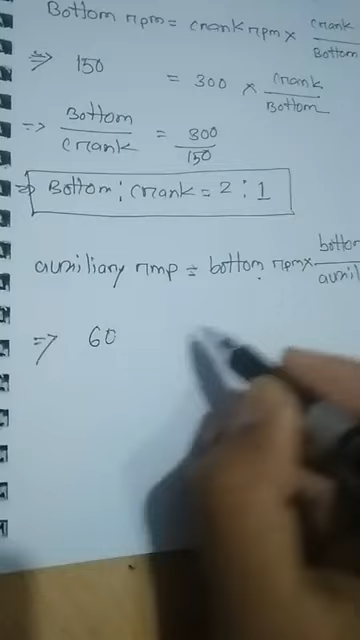 Bottom rpm = crank rpm × crank / Bottom
⇒ 150 = 300 × crank / Bottom
⇒ Bottom / crank = 300 / 150
⇒ Bottom : crank = 2 : 1
auxiliary rmp = bottom rpm × bottom / auxil
⇒ 60